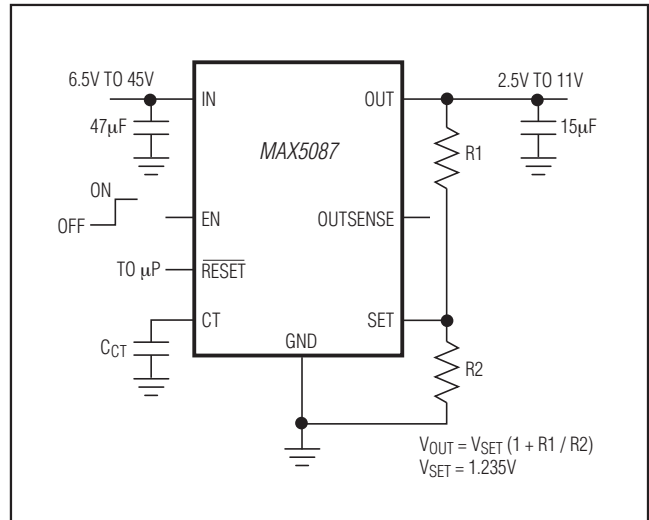 6.5V TO 45V
2.5V TO 11V
IN
OUT
47μF
MAX5087
15μF
R1
ON
EN
OUTSENSE
OFF
TO μP
RESET
CT
SET
CCT
GND
R2
VOUT = VSET (1 + R1 / R2)
VSET = 1.235V